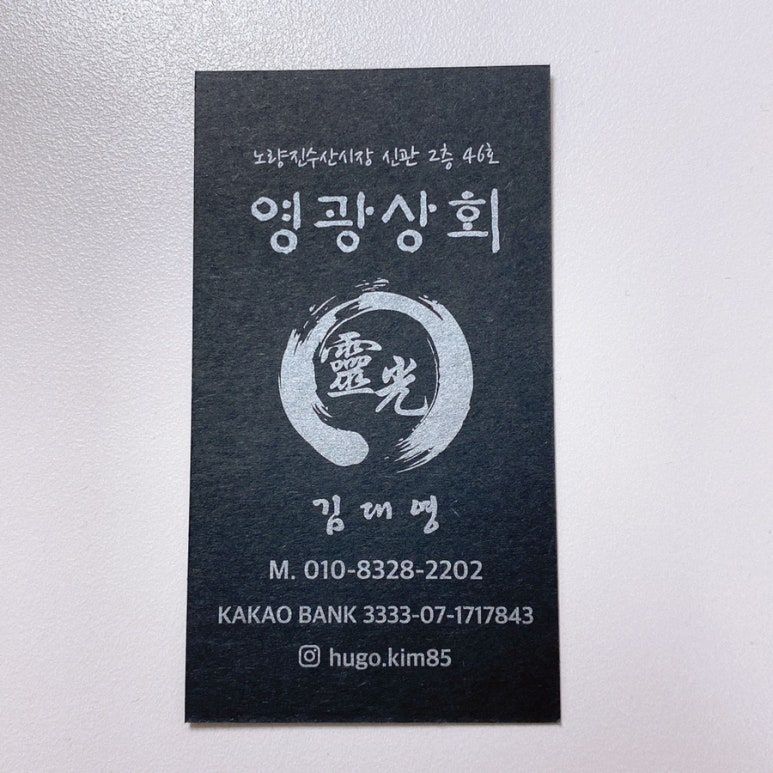 노량진수산시장 신관 2층 46호
영광상회
靈光
김대영
M. 010-8328-2202
KAKAO BANK 3333-07-1717843
hugo.kim85